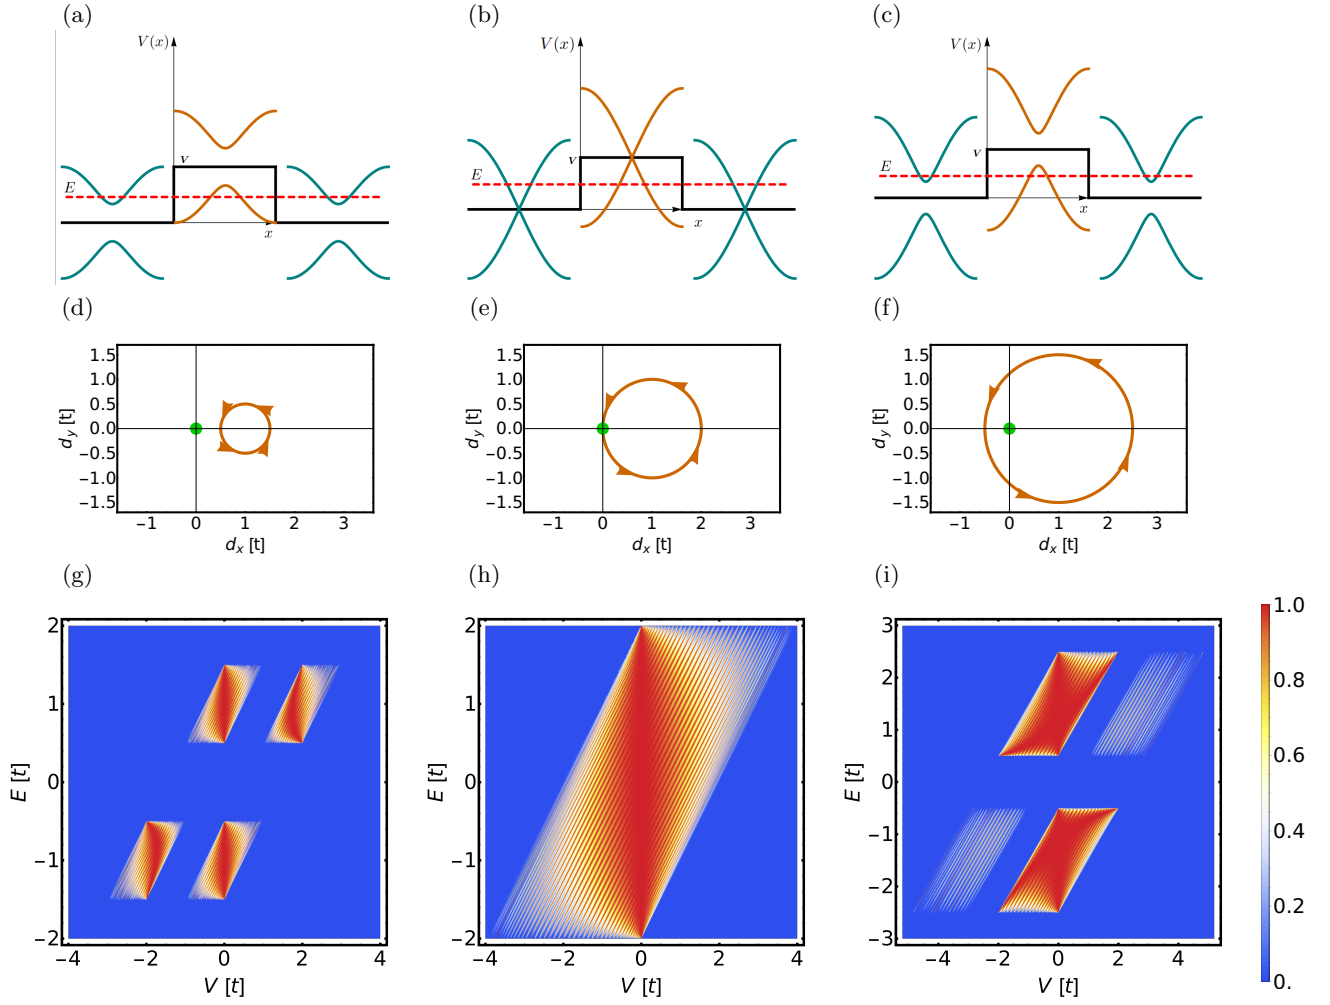 (a) (b) (c)
V(x) V(x) V(x)
v v v
E E E
x x x
(d) (e) (f)
1.5 1.5 1.5
1.0 1.0 1.0
0.5 0.5 0.5
0.0 0.0 0.0
−0.5 −0.5 −0.5
−1.0 −1.0 −1.0
−1.5 −1.5 −1.5
d_y [t] d_y [t] d_y [t]
−1 0 1 2 3 −1 0 1 2 3 −1 0 1 2 3
d_x [t] d_x [t] d_x [t]
(g) (h) (i)
2 2 3
1 1 2
0 0 1
−1 −1 0
−2 −2 −1
−2
−3
E [t] E [t] E [t]
−4 −2 0 2 4 −4 −2 0 2 4 −4 −2 0 2 4
V [t] V [t] V [t]
1.0
0.8
0.6
0.4
0.2
0.